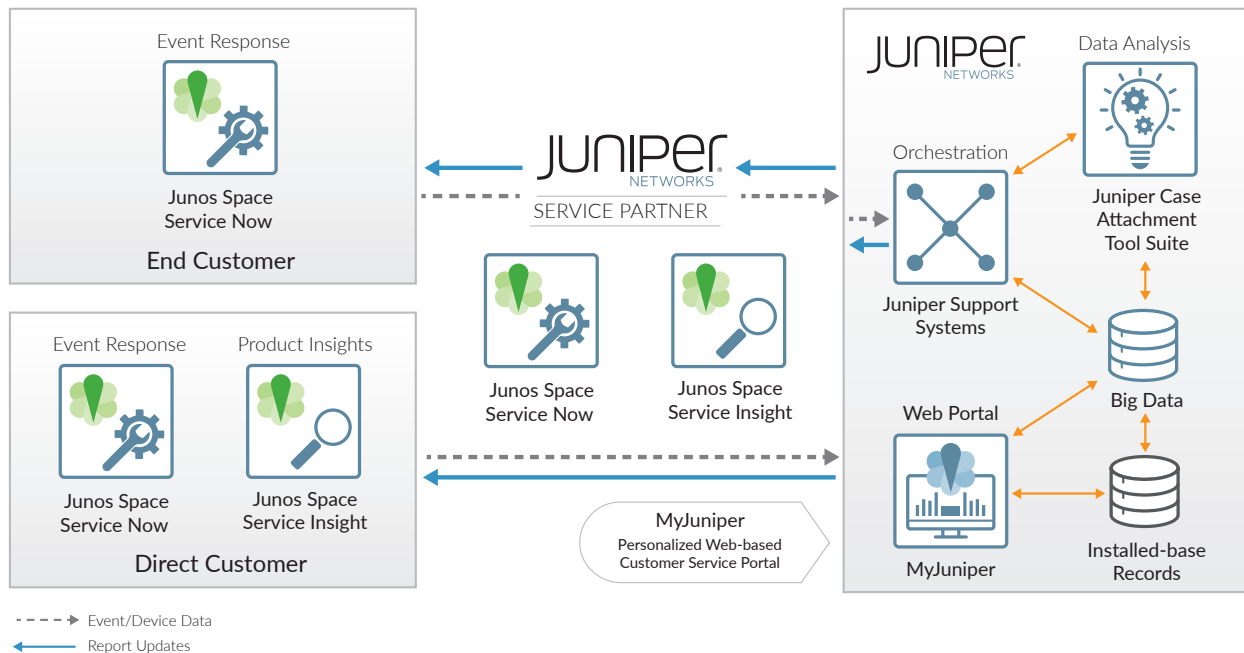 Event Response
Junos Space
Service Now
End Customer
Event Response
Junos Space
Service Now
Product Insights
Junos Space
Service Insight
Direct Customer
JUNIPEr
NETWORKS
SERVICE PARTNER
Junos Space
Service Now
Junos Space
Service Insight
MyJuniper
Personalized Web-based
Customer Service Portal
JUNIPEr
NETWORKS
Data Analysis
Juniper Case
Attachment
Tool Suite
Orchestration
Juniper Support
Systems
Big Data
Web Portal
MyJuniper
Installed-base
Records
Event/Device Data
Report Updates